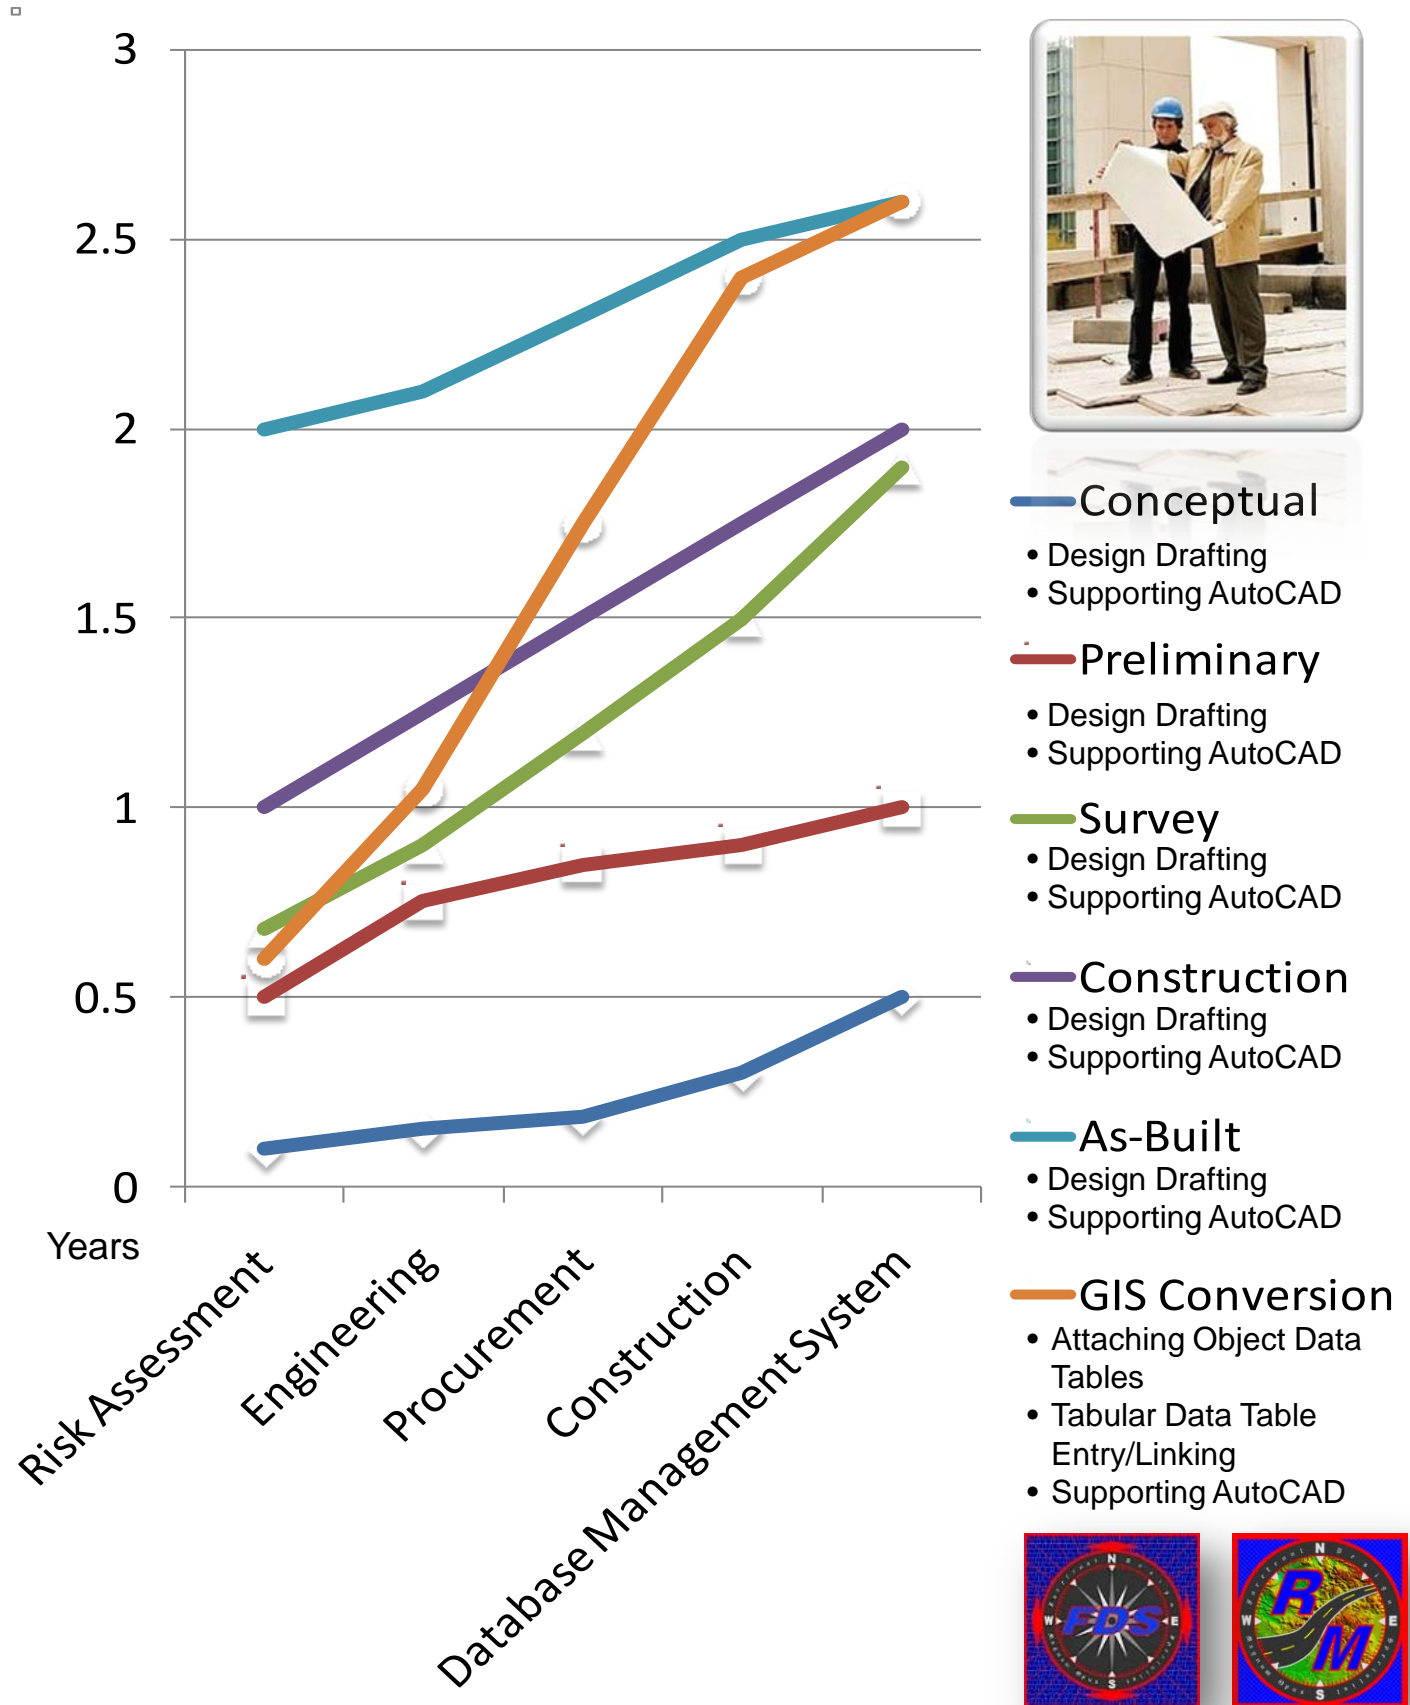 3
2.5
2
1.5
1
0.5
0
Years
Risk Assessment
Engineering
Procurement
Construction
Database Management System
Conceptual
• Design Drafting
• Supporting AutoCAD
Preliminary
• Design Drafting
• Supporting AutoCAD
Survey
• Design Drafting
• Supporting AutoCAD
Construction
• Design Drafting
• Supporting AutoCAD
As-Built
• Design Drafting
• Supporting AutoCAD
GIS Conversion
• Attaching Object Data
Tables
• Tabular Data Table
Entry/Linking
• Supporting AutoCAD
N
W FDS E
S
N
R
W E
M
S